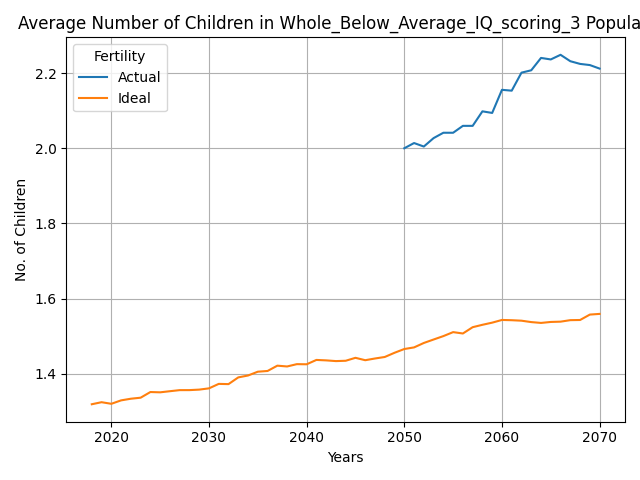 Average Number of Children in Whole_Below_Average_IQ_scoring_3 Popula
Fertility
Actual
Ideal
No. of Children
2.2
2.0
1.8
1.6
1.4
2020 2030 2040 2050 2060 2070
Years